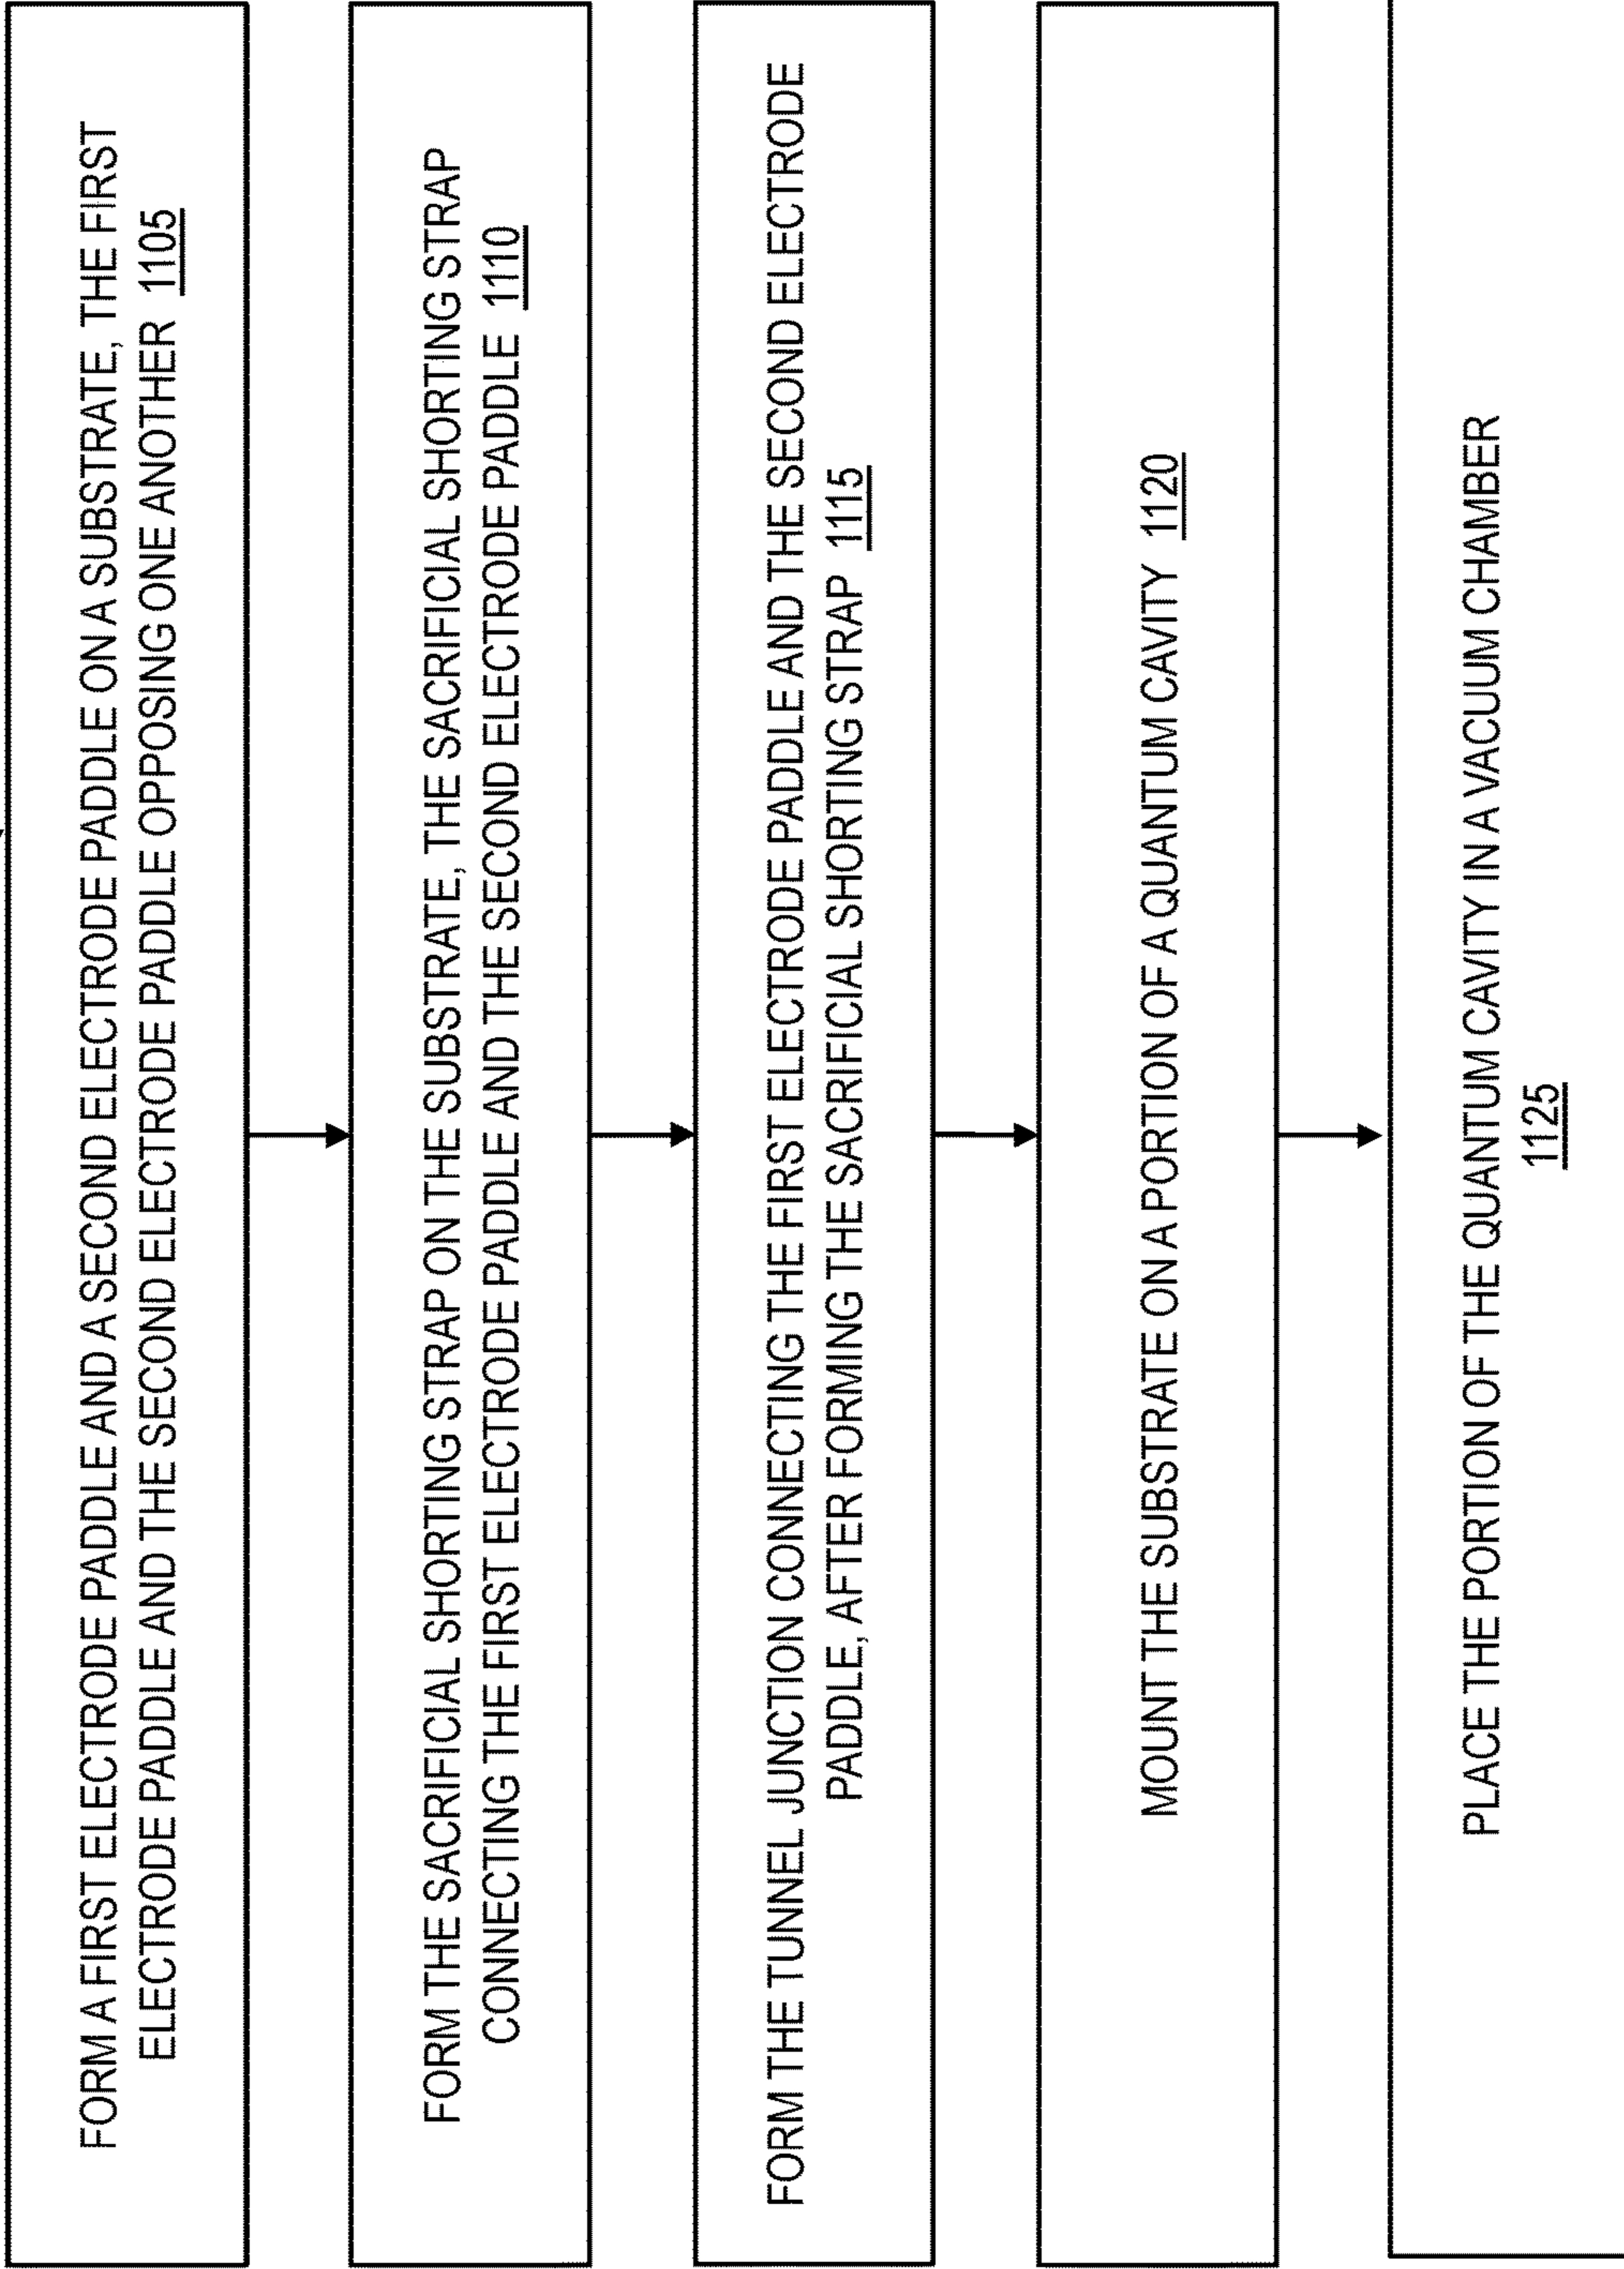 FORM A FIRST ELECTRODE PADDLE AND A SECOND ELECTRODE PADDLE ON A SUBSTRATE, THE FIRST
ELECTRODE PADDLE AND THE SECOND ELECTRODE PADDLE OPPOSING ONE ANOTHER 1105
FORM THE SACRIFICIAL SHORTING STRAP ON THE SUBSTRATE, THE SACRIFICIAL SHORTING STRAP
CONNECTING THE FIRST ELECTRODE PADDLE AND THE SECOND ELECTRODE PADDLE 1110
FORM THE TUNNEL JUNCTION CONNECTING THE FIRST ELECTRODE PADDLE AND THE SECOND ELECTRODE
PADDLE, AFTER FORMING THE SACRIFICIAL SHORTING STRAP 1115
MOUNT THE SUBSTRATE ON A PORTION OF A QUANTUM CAVITY 1120
PLACE THE PORTION OF THE QUANTUM CAVITY IN A VACUUM CHAMBER
1125